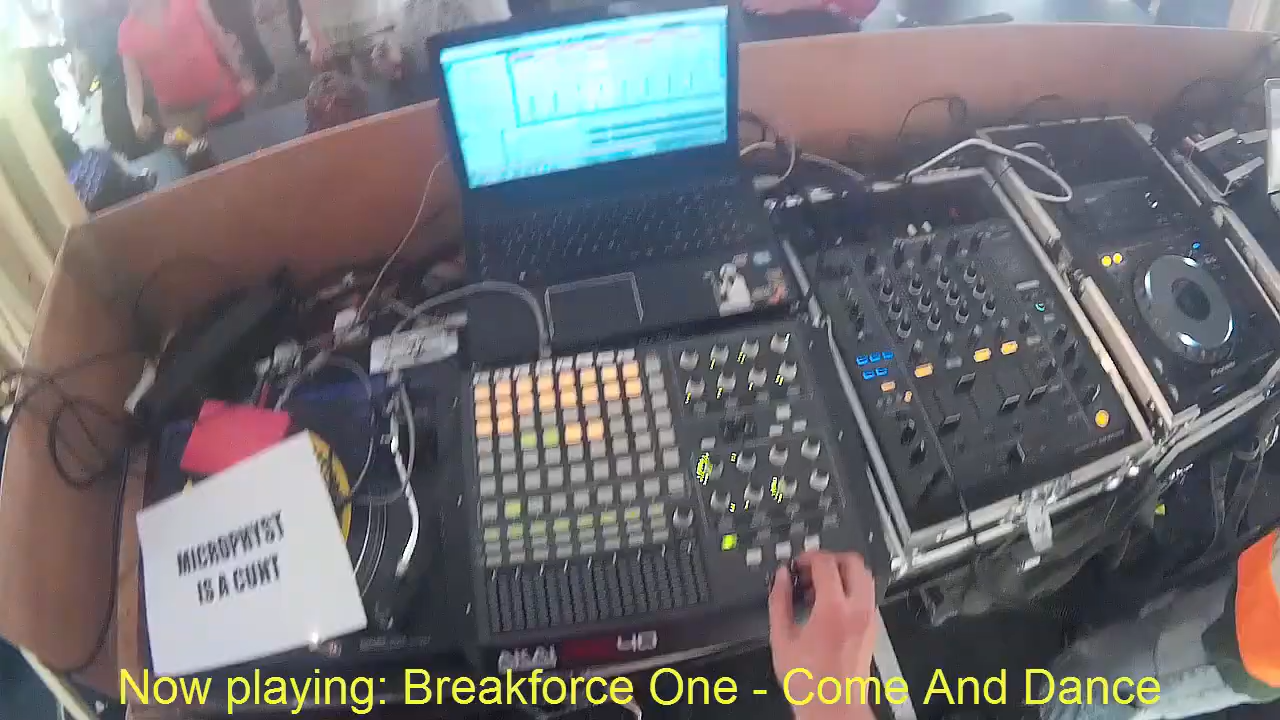 MICROPHYST
IS A CUNT
AKAI
40
Now playing: Breakforce One - Come And Dance